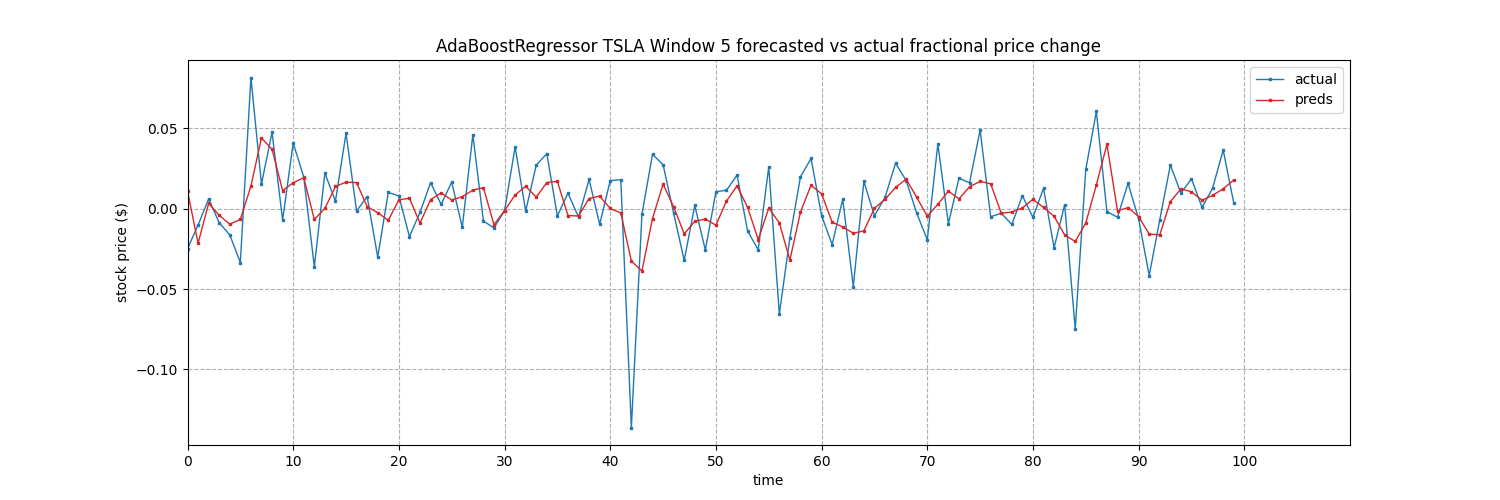 AdaBoostRegressor TSLA Window 5 forecasted vs actual fractional price change
actual
preds
stock price ($)
0.05
0.00
−0.05
−0.10
0 10 20 30 40 50 60 70 80 90 100
time